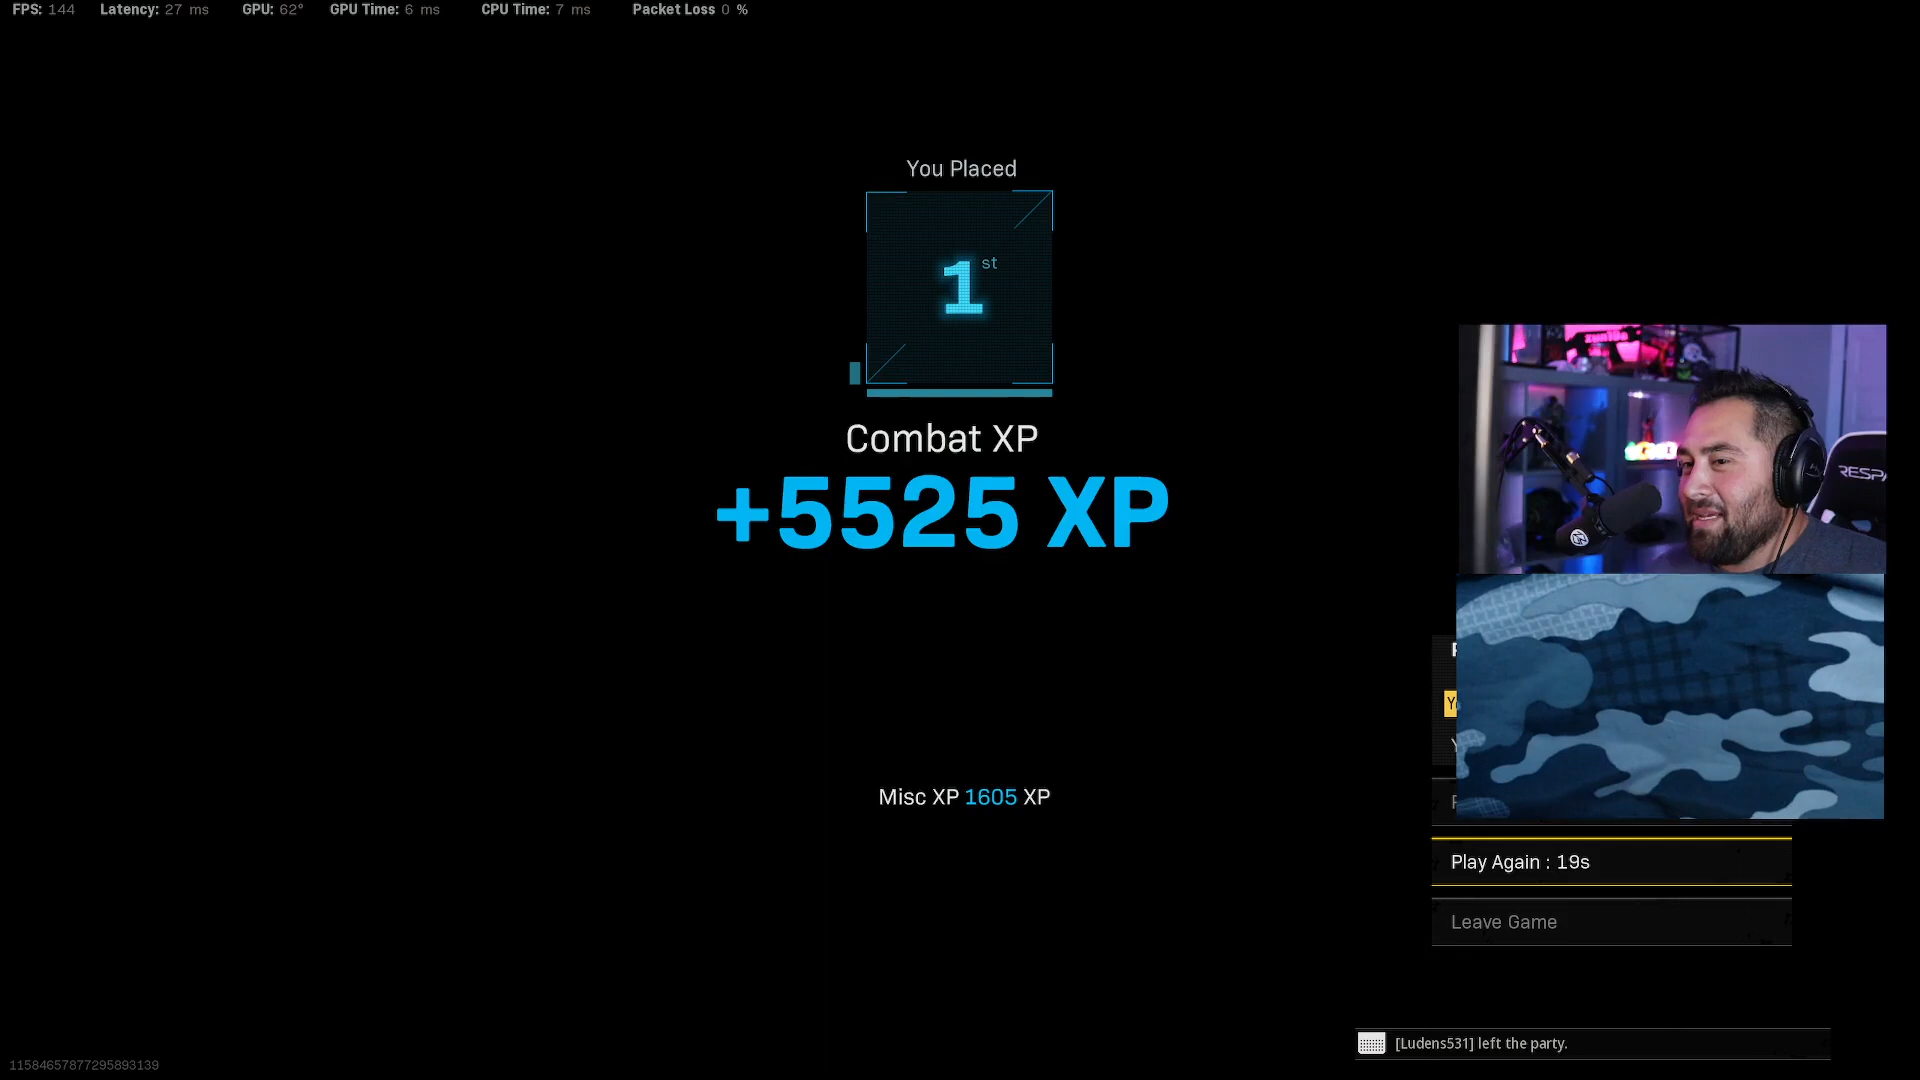 FPS: 144 Latency: 27 ms GPU: 62° GPU Time: 6 ms CPU Time: 7 ms Packet Loss 0 %
You Placed
1st
Combat XP
+5525 XP
Misc XP 1605 XP
Play Again : 19s
Leave Game
[Ludens531] left the party.
11584657877295893139